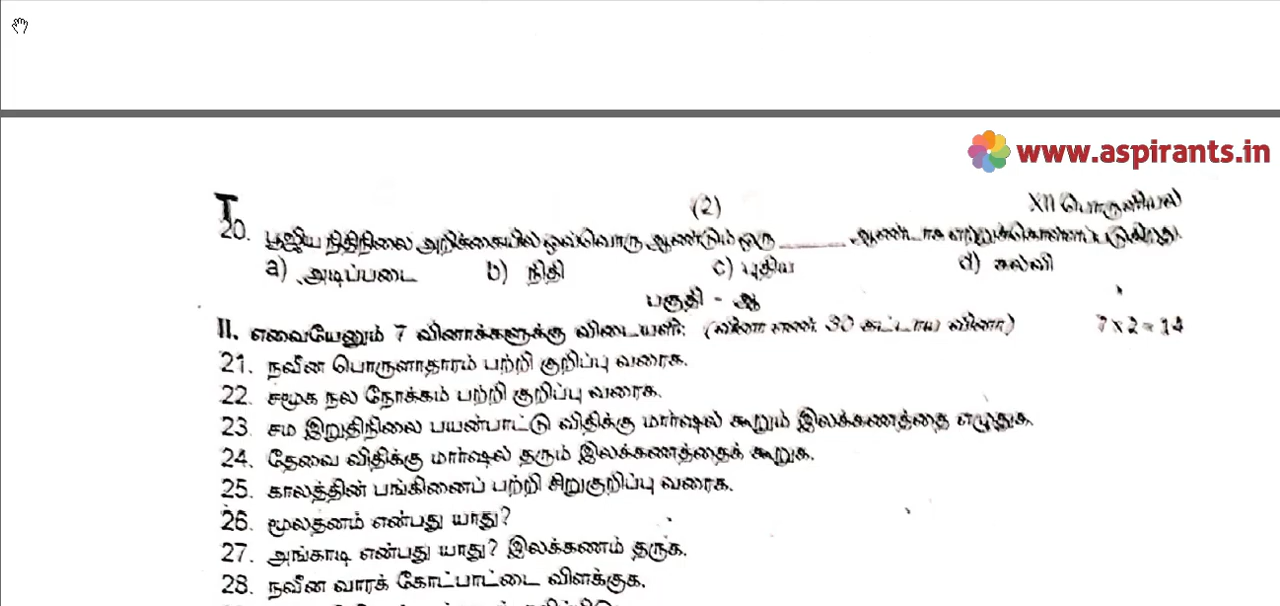 www.aspirants.in
T (2) XII பொருளியல்
20. பூஜ்ய நிதிநிலை அறிக்கையில் ஒவ்வொரு ஆண்டும் ஒரு ______ ஆண்டாக ஏற்றுக்கொள்ளப்படுகிறது.
a) அடிப்படை b) நிதி c) புதிய d) கல்வி
பகுதி - ஆ
II. எவையேனும் 7 வினாக்களுக்கு விடையளி: (வினா எண். 30 கட்டாய வினா) 7 x 2 = 14
21. நவீன பொருளாதாரம் பற்றி குறிப்பு வரைக.
22. சமூக நல நோக்கம் பற்றி குறிப்பு வரைக.
23. சம இறுதிநிலை பயன்பாட்டு விதிக்கு மார்ஷல் கூறும் இலக்கணத்தை எழுதுக.
24. தேவை விதிக்கு மார்ஷல் தரும் இலக்கணத்தைக் கூறுக.
25. காலத்தின் பங்கினைப் பற்றி சிறுகுறிப்பு வரைக.
26. மூலதனம் என்பது யாது?
27. அங்காடி என்பது யாது? இலக்கணம் தருக.
28. நவீன வாரக் கோட்பாட்டை விளக்குக.